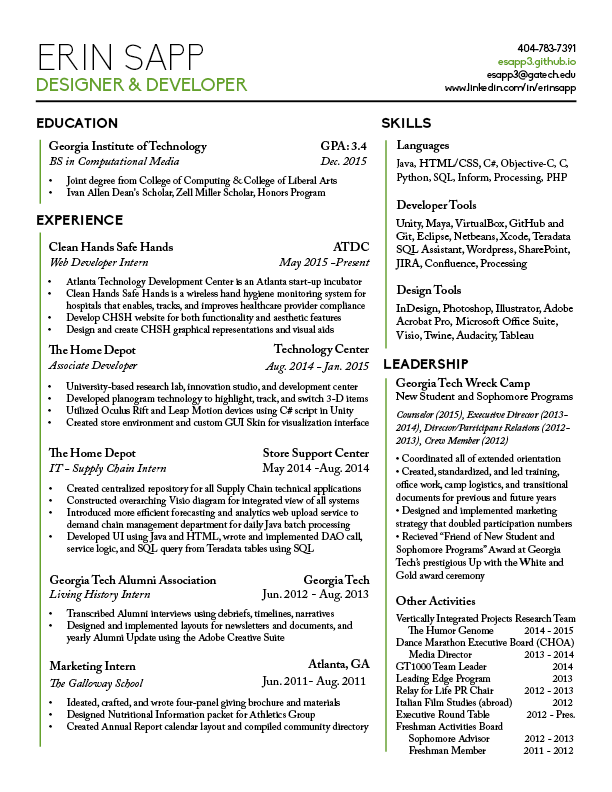 ERIN SAPP
DESIGNER & DEVELOPER
404-783-7391
esapp3.github.io
esapp3@gatech.edu
www.linkedin.com/in/erinsapp
EDUCATION
Georgia Institute of Technology GPA: 3.4
BS in Computational Media Dec. 2015
• Joint degree from College of Computing & College of Liberal Arts
• Ivan Allen Dean's Scholar, Zell Miller Scholar, Honors Program
EXPERIENCE
Clean Hands Safe Hands ATDC
Web Developer Intern May 2015 -Present
• Atlanta Technology Development Center is an Atlanta start-up incubator
• Clean Hands Safe Hands is a wireless hand hygiene monitoring system for
hospitals that enables, tracks, and improves healthcare provider compliance
• Develop CHSH website for both functionality and aesthetic features
• Design and create CHSH graphical representations and visual aids
The Home Depot Technology Center
Associate Developer Aug. 2014 - Jan. 2015
• University-based research lab, innovation studio, and development center
• Developed planogram technology to highlight, track, and switch 3-D items
• Utilized Oculus Rift and Leap Motion devices using C# script in Unity
• Created store environment and custom GUI Skin for visualization interface
The Home Depot Store Support Center
IT - Supply Chain Intern May 2014 -Aug. 2014
• Created centralized repository for all Supply Chain technical applications
• Constructed overarching Visio diagram for integrated view of all systems
• Introduced more efficient forecasting and analytics web upload service to
demand chain management department for daily Java batch processing
• Developed UI using Java and HTML, wrote and implemented DAO call,
service logic, and SQL query from Teradata tables using SQL
Georgia Tech Alumni Association Georgia Tech
Living History Intern Jun. 2012 - Aug. 2013
• Transcribed Alumni interviews using debriefs, timelines, narratives
• Designed and implemented layouts for newsletters and documents, and
yearly Alumni Update using the Adobe Creative Suite
Marketing Intern Atlanta, GA
The Galloway School Jun. 2011- Aug. 2011
• Ideated, crafted, and wrote four-panel giving brochure and materials
• Designed Nutritional Information packet for Athletics Group
• Created Annual Report calendar layout and compiled community directory
SKILLS
Languages
Java, HTML/CSS, C#, Objective-C, C,
Python, SQL, Inform, Processing, PHP
Developer Tools
Unity, Maya, VirtualBox, GitHub and
Git, Eclipse, Netbeans, Xcode, Teradata
SQL Assistant, Wordpress, SharePoint,
JIRA, Confluence, Processing
Design Tools
InDesign, Photoshop, Illustrator, Adobe
Acrobat Pro, Microsoft Office Suite,
Visio, Twine, Audacity, Tableau
LEADERSHIP
Georgia Tech Wreck Camp
New Student and Sophomore Programs
Counselor (2015), Executive Director (2013-
2014), Director/Participate Relations (2012-
2013), Crew Member (2012)
• Coordinated all of extended orientation
• Created, standardized, and led training,
office work, camp logistics, and transitional
documents for previous and future years
• Designed and implemented marketing
strategy that doubled participation numbers
• Recieved "Friend of New Student and
Sophomore Programs" Award at Georgia
Tech's prestigious Up with the White and
Gold award ceremony
Other Activities
Vertically Integrated Projects Research Team
The Humor Genome 2014 - 2015
Dance Marathon Executive Board (CHOA)
Media Director 2013 - 2014
GT1000 Team Leader 2014
Leading Edge Program 2013
Relay for Life PR Chair 2012 - 2013
Italian Film Studies (abroad) 2012
Executive Round Table 2012 - Pres.
Freshman Activities Board
Sophomore Advisor 2012 - 2013
Freshman Member 2011 - 2012